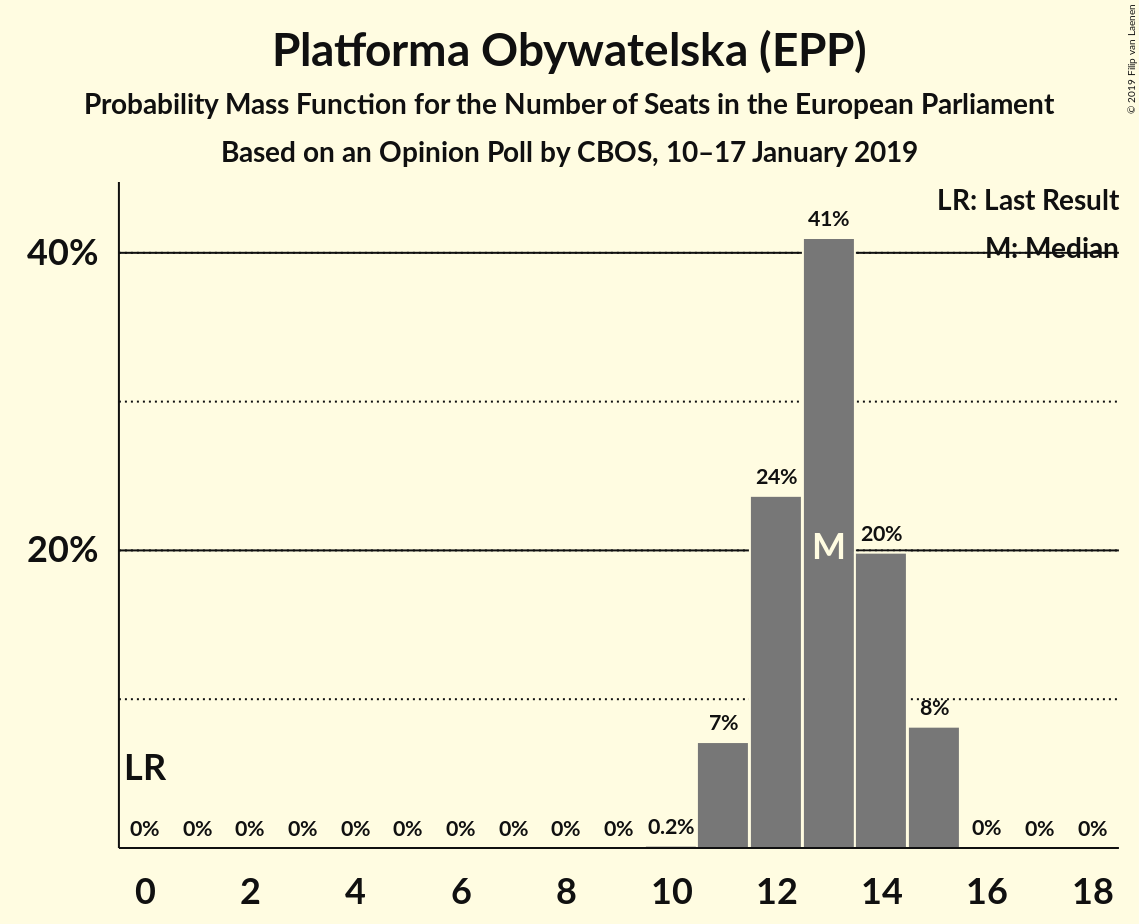 Platforma Obywatelska (EPP)
Probability Mass Function for the Number of Seats in the European Parliament
Based on an Opinion Poll by CBOS, 10–17 January 2019
© 2019 Filip van Laenen
LR: Last Result
M: Median
40%
20%
41%
24%
20%
M
7%
8%
LR
0% 0% 0% 0% 0% 0% 0% 0% 0% 0% 0.2% 0% 0% 0%
0 2 4 6 8 10 12 14 16 18